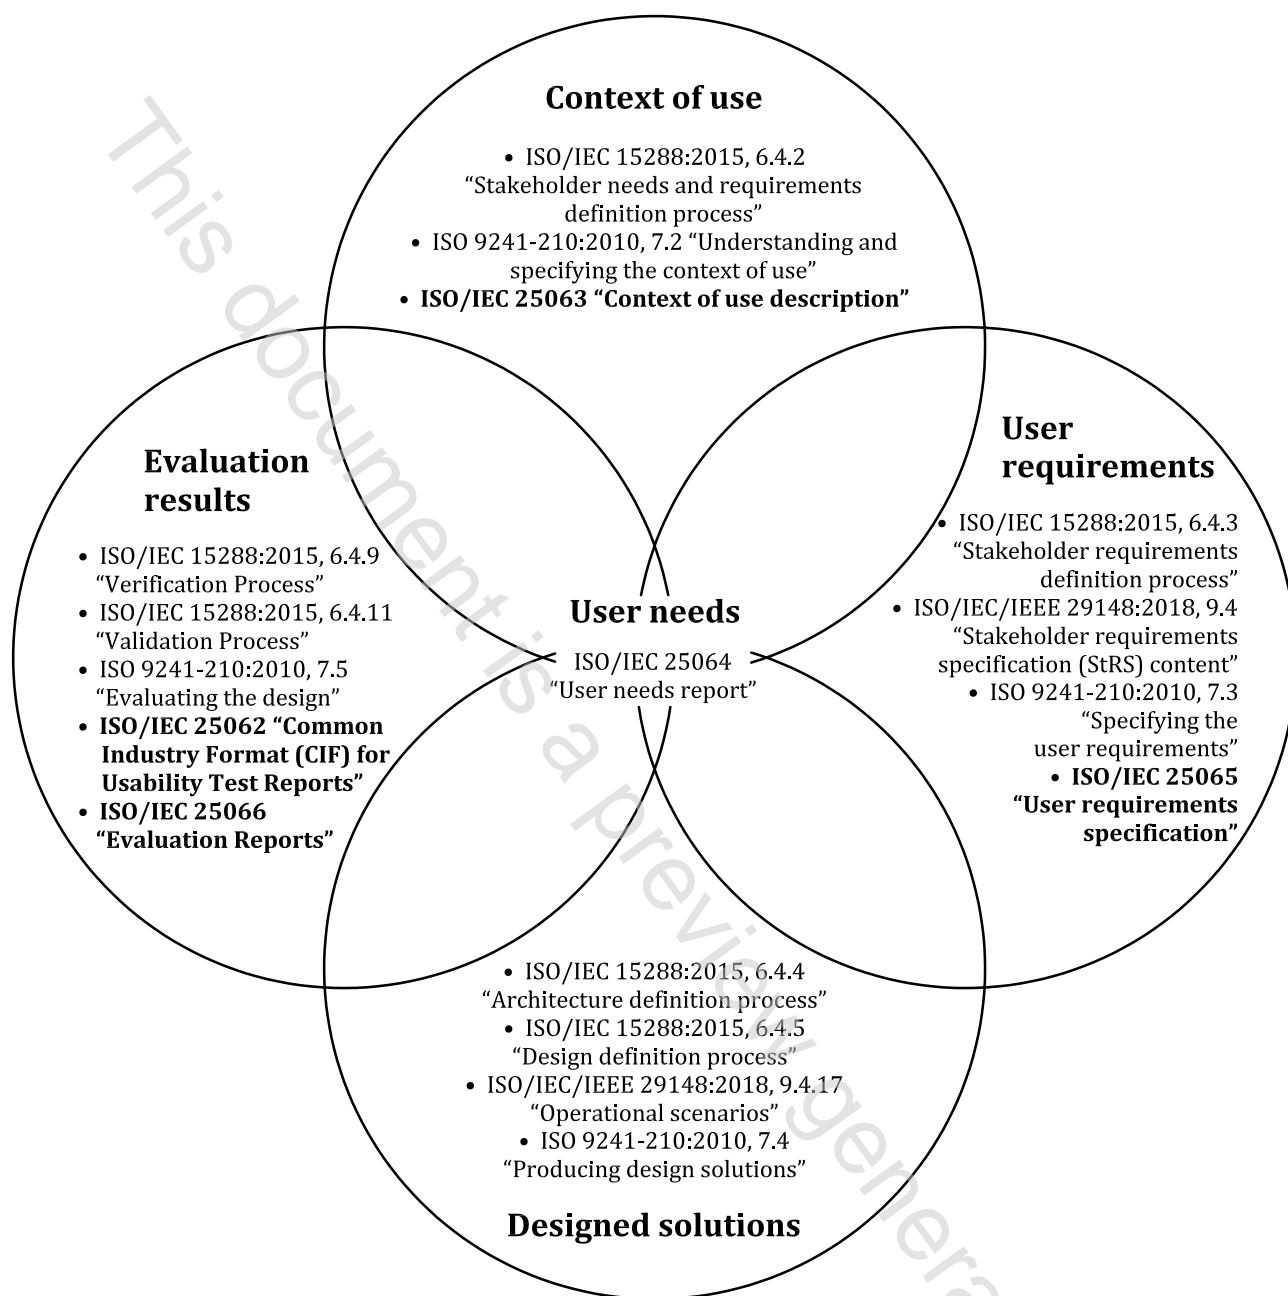 Context of use
• ISO/IEC 15288:2015, 6.4.2
“Stakeholder needs and requirements
definition process”
• ISO 9241-210:2010, 7.2 “Understanding and
specifying the context of use”
• ISO/IEC 25063 “Context of use description”
Evaluation
results
• ISO/IEC 15288:2015, 6.4.9
“Verification Process”
• ISO/IEC 15288:2015, 6.4.11
“Validation Process”
• ISO 9241-210:2010, 7.5
“Evaluating the design”
• ISO/IEC 25062 “Common
Industry Format (CIF) for
Usability Test Reports”
• ISO/IEC 25066
“Evaluation Reports”
User needs
ISO/IEC 25064
“User needs report”
User
requirements
• ISO/IEC 15288:2015, 6.4.3
“Stakeholder requirements
definition process”
• ISO/IEC/IEEE 29148:2018, 9.4
“Stakeholder requirements
specification (StRS) content”
• ISO 9241-210:2010, 7.3
“Specifying the
user requirements”
• ISO/IEC 25065
“User requirements
specification”
• ISO/IEC 15288:2015, 6.4.4
“Architecture definition process”
• ISO/IEC 15288:2015, 6.4.5
“Design definition process”
• ISO/IEC/IEEE 29148:2018, 9.4.17
“Operational scenarios”
• ISO 9241-210:2010, 7.4
“Producing design solutions”
Designed solutions
This document is a preview genera